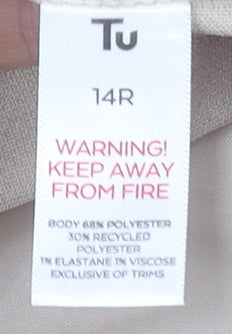 Tu
14R
WARNING!
KEEP AWAY
FROM FIRE
BODY 68% POLYESTER
30% RECYCLED
POLYESTER
1% ELASTANE 1% VISCOSE
EXCLUSIVE OF TRIMS